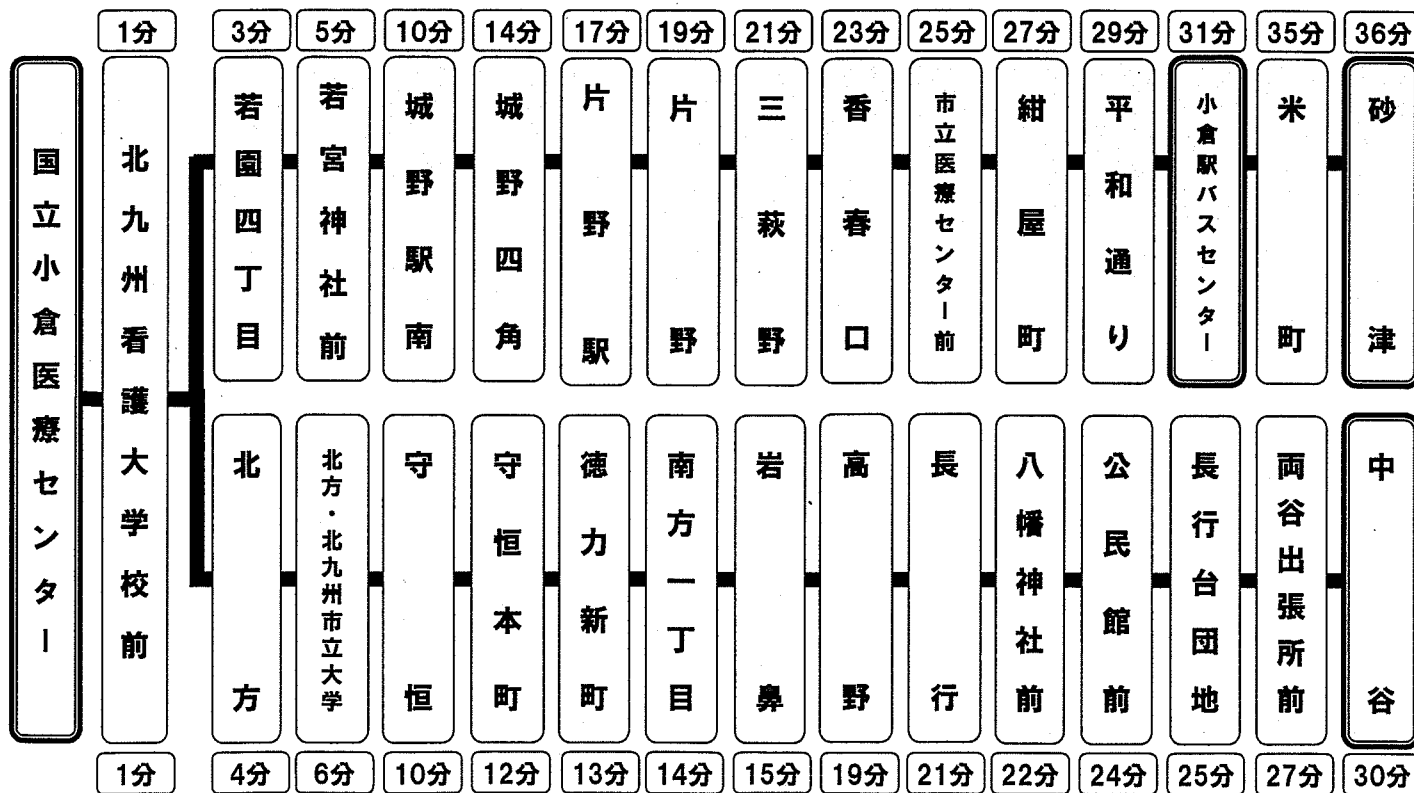 1分
3分
5分
10分
14分
17分
19分
21分
23分
25分
27分
29分
31分
35分
36分
国立小倉医療センター
北九州看護大学校前
若園四丁目
若宮神社前
城野駅南
城野四角
片野駅
片野
三萩野
香春口
市立医療センター前
紺屋町
平和通り
小倉駅バスセンター
米町
砂津
北方
北方・北九州市立大学
守恒
守恒本町
徳力新町
南方一丁目
岩鼻
高野
長行
八幡神社前
公民館前
長行台団地
両谷出張所前
中谷
1分
4分
6分
10分
12分
13分
14分
15分
19分
21分
22分
24分
25分
27分
30分